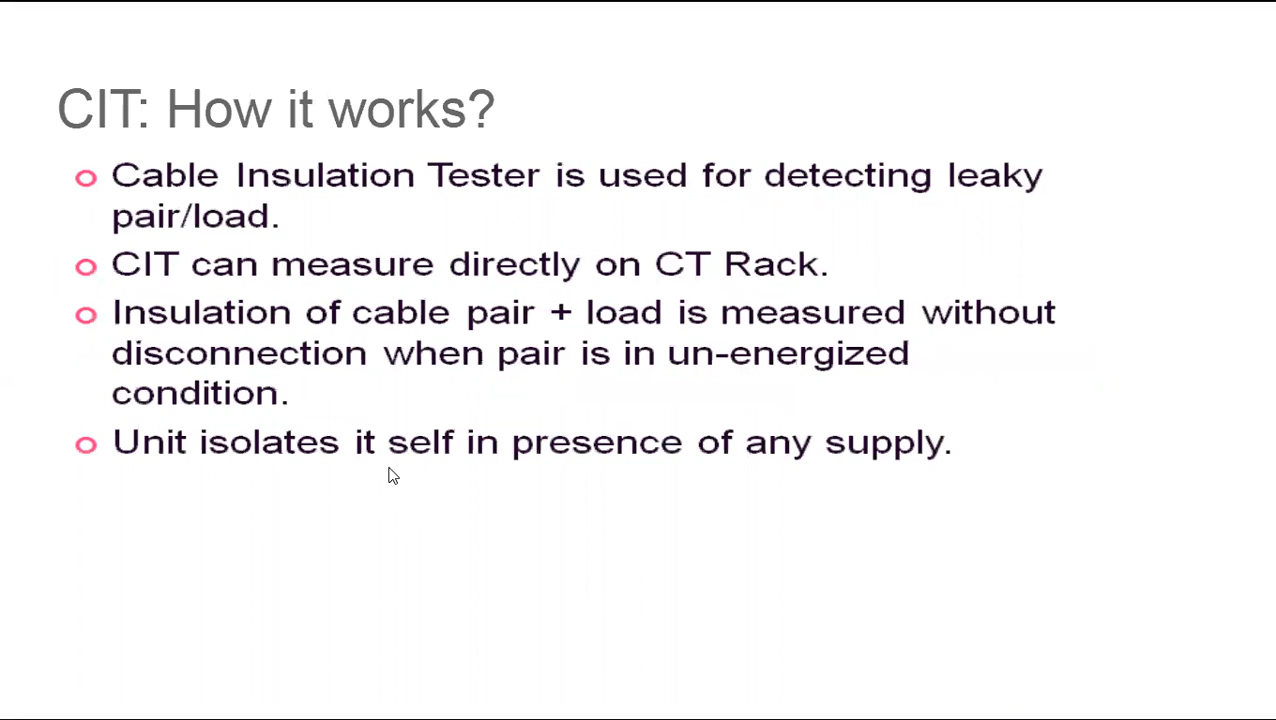 CIT: How it works?
Cable Insulation Tester is used for detecting leaky
pair/load.
CIT can measure directly on CT Rack.
Insulation of cable pair + load is measured without
disconnection when pair is in un-energized
condition.
Unit isolates it self in presence of any supply.